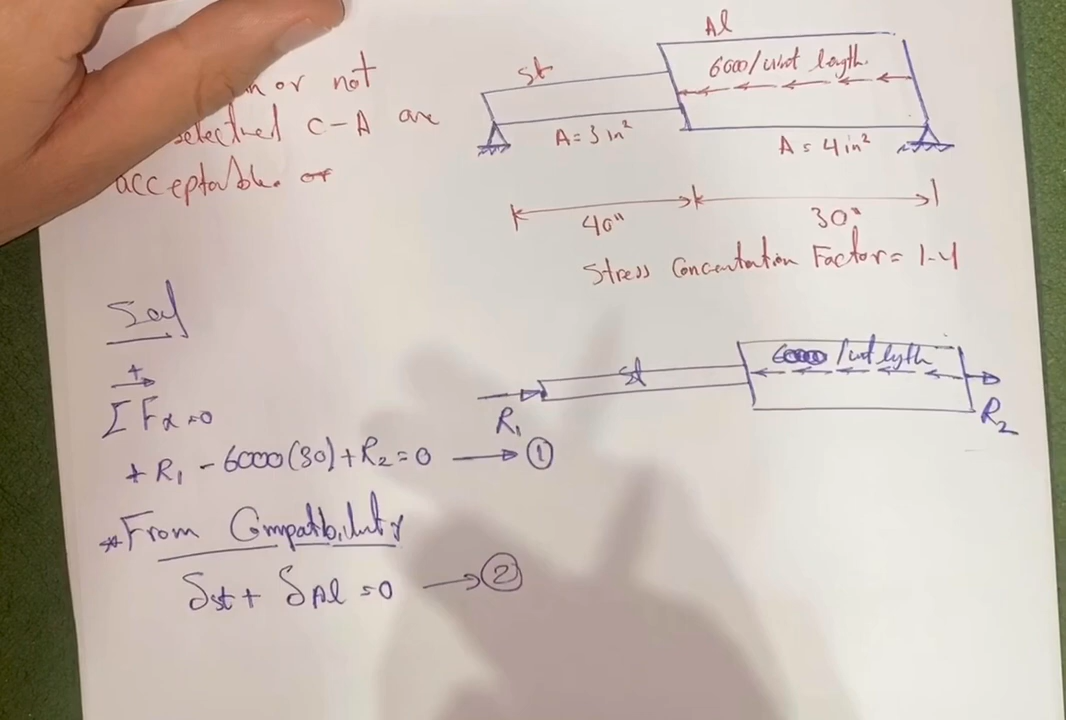 or not
selected C-A are
acceptable. or
st
Al
6000/unit length.
A=3 in²
A = 4 in²
40"
30"
Stress Concentration Factor = 1.4
Sol
+
ΣFx=0
+R₁ - 6000(30)+R₂=0 → ①
*From Compatibility
δst + δAl =0 → ②
st
6000/unit length
R₁
R₂